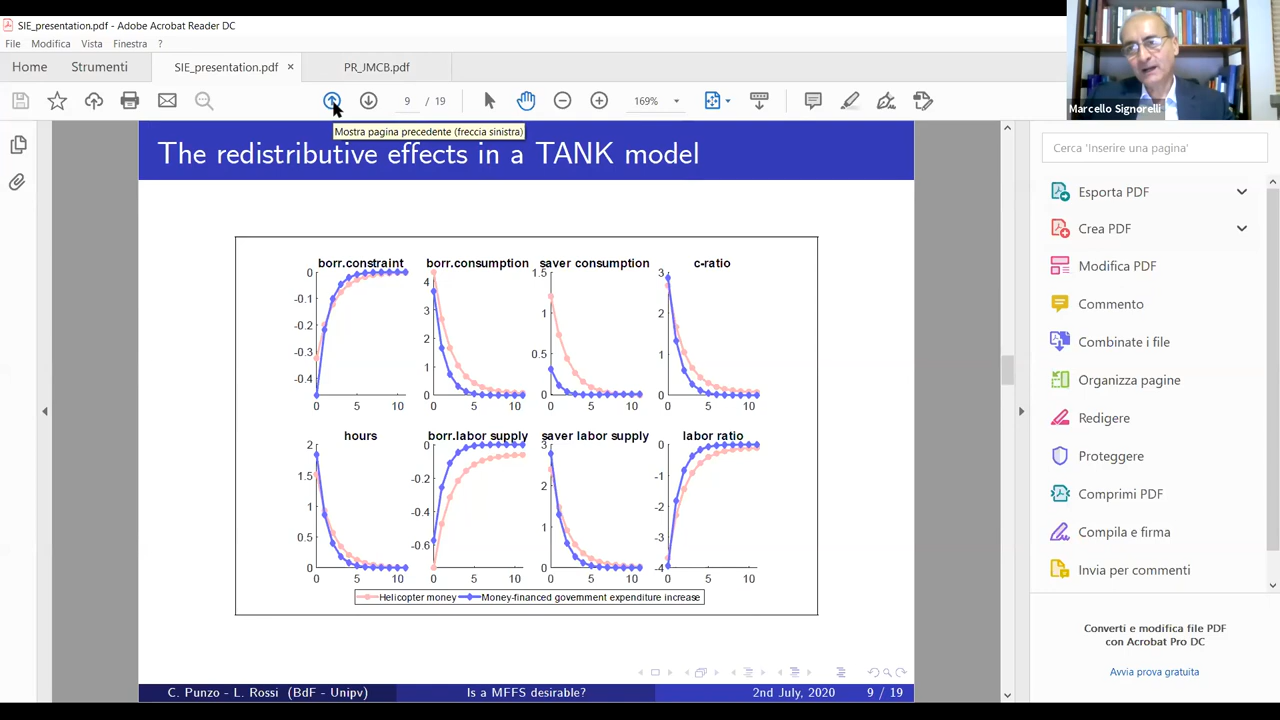 SIE_presentation.pdf - Adobe Acrobat Reader DC
File Modifica Vista Finestra ?
Home Strumenti SIE_presentation.pdf × PR_JMCB.pdf
9 / 19 169%
Mostra pagina precedente (freccia sinistra)
Marcello Signorelli
The redistributive effects in a TANK model
borr.constraint borr.consumption saver consumption c-ratio
0 -0.1 -0.2 -0.3 -0.4
0 5 10
4 3 2 1 0
0 5 10
1.5 1 0.5 0
0 5 10
3 2 1 0
0 5 10
hours borr.labor supply saver labor supply labor ratio
2 1.5 1 0.5 0
0 5 10
0 -0.2 -0.4 -0.6
0 5 10
3 2 1 0
0 5 10
0 -1 -2 -3 -4
0 5 10
Helicopter money Money-financed government expenditure increase
C. Punzo - L. Rossi (BdF - Unipv) Is a MFFS desirable? 2nd July, 2020 9 / 19
Cerca 'Inserire una pagina'
Esporta PDF
Crea PDF
Modifica PDF
Commento
Combinate i file
Organizza pagine
Redigere
Proteggere
Comprimi PDF
Compila e firma
Invia per commenti
Converti e modifica file PDF
con Acrobat Pro DC
Avvia prova gratuita